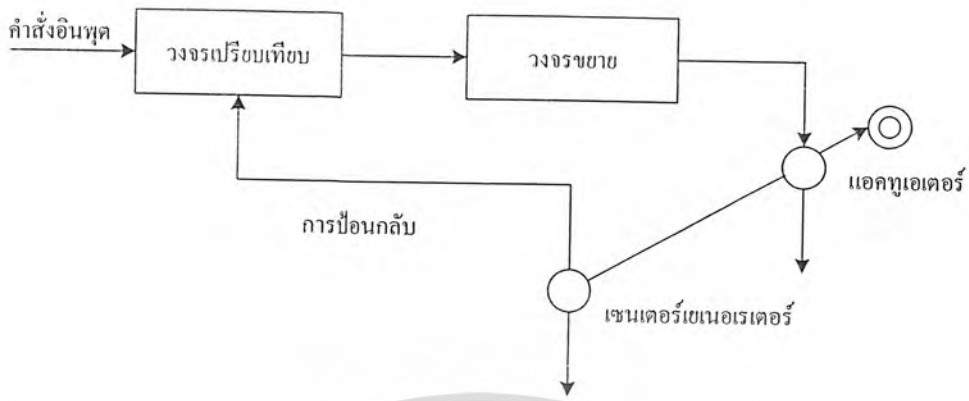 คำสั่งอินพุต
วงจรเปรียบเทียบ
วงจรขยาย
แอคทูเอเตอร์
การป้อนกลับ
เซนเตอร์เยเนอเรเตอร์